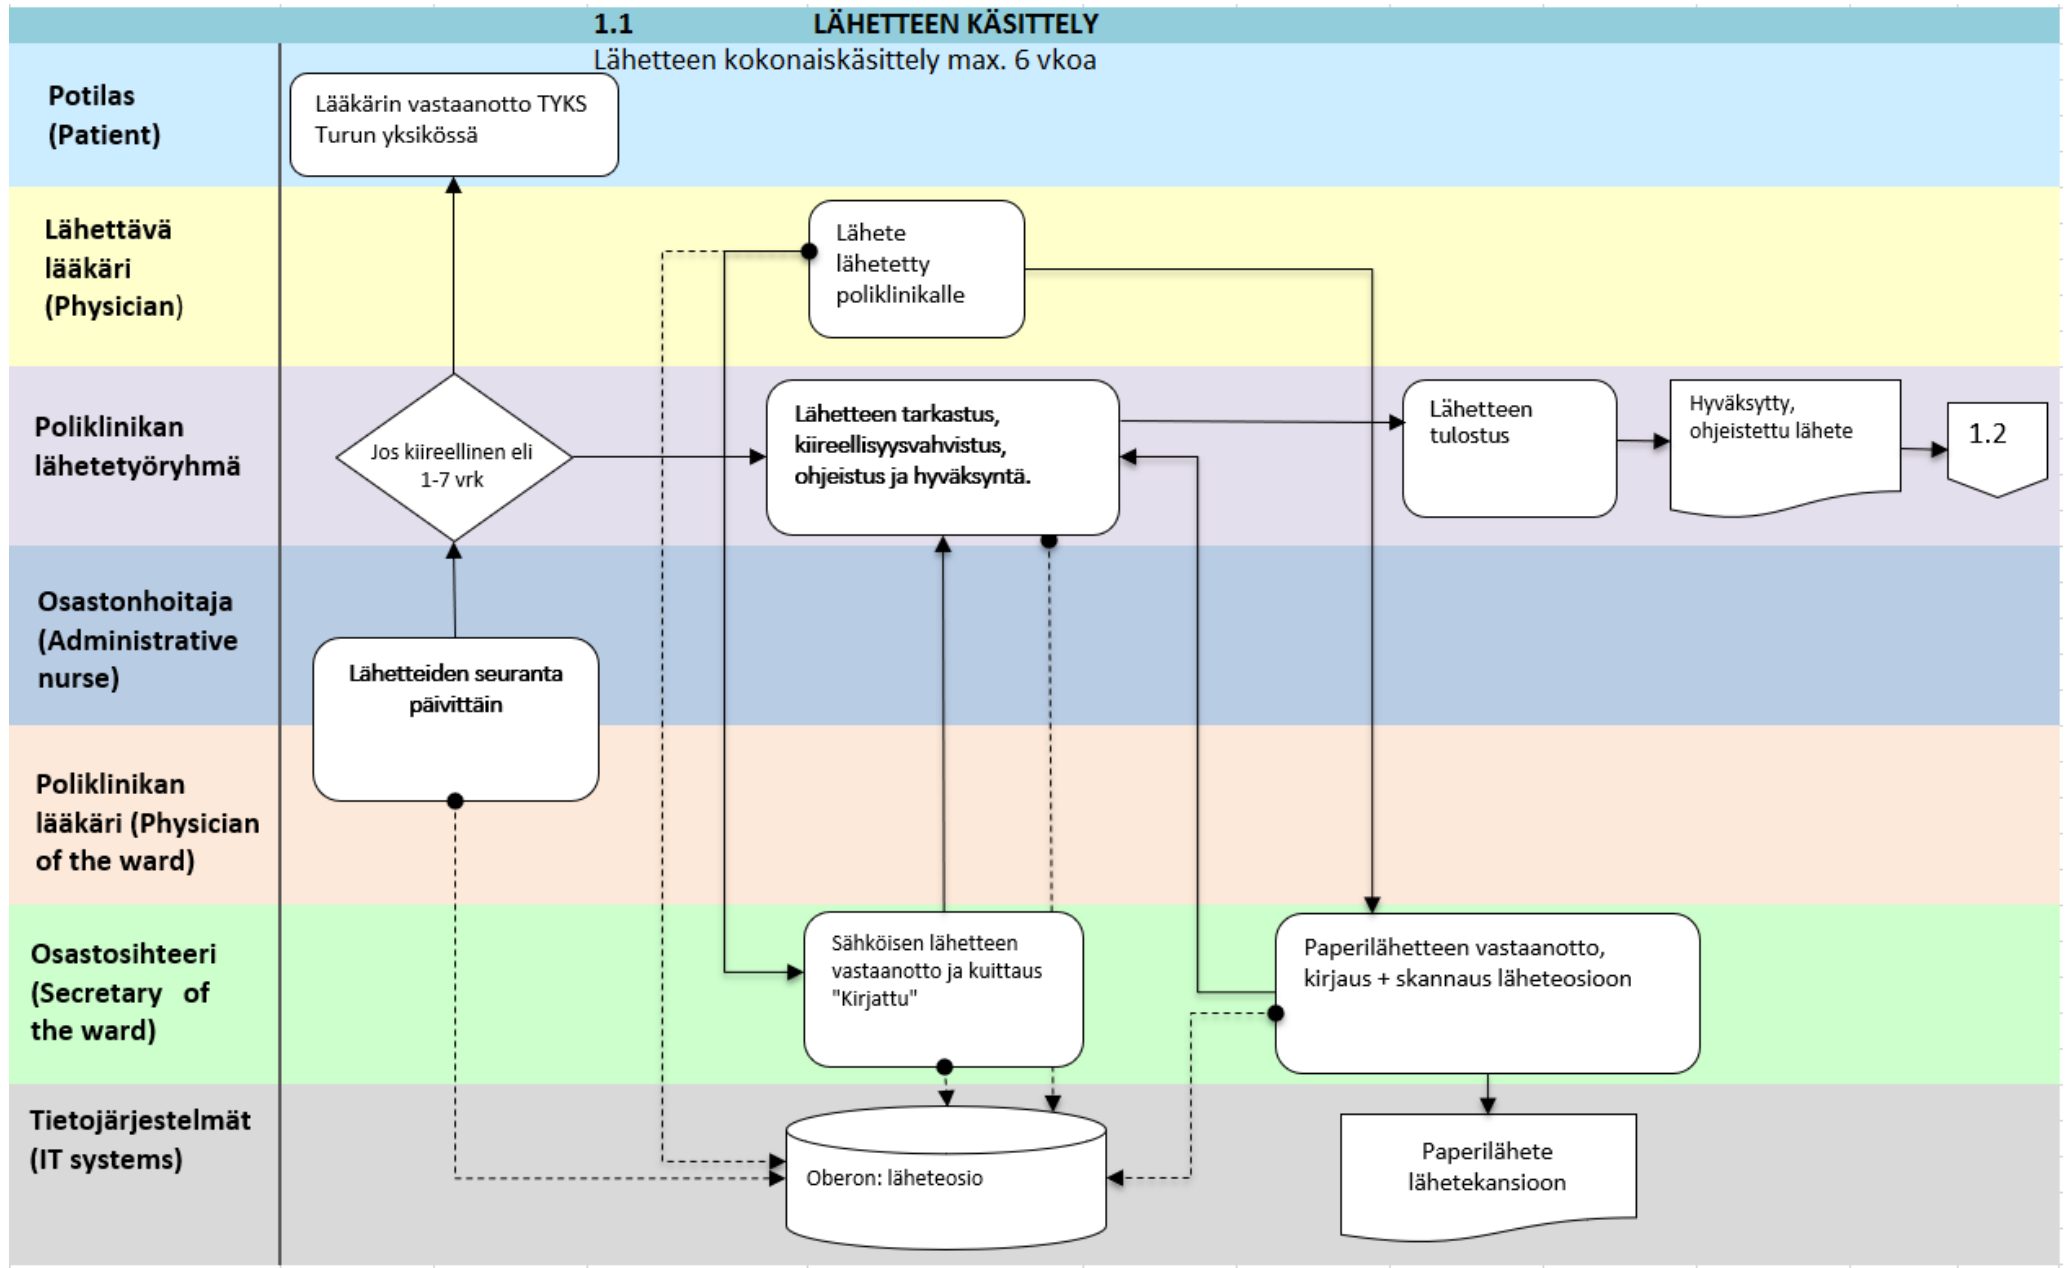 1.1 LÄHETTEEN KÄSITTELY
Lähetteen kokonaiskäsittely max. 6 vkoa
Potilas
(Patient)
Lääkärin vastaanotto TYKS
Turun yksikössä
Lähettävä
lääkäri
(Physician)
Lähete
lähetetty
poliklinikalle
Poliklinikan
lähetetyöryhmä
Jos kiireellinen eli
1-7 vrk
Lähetteen tarkastus,
kiireellisyysvahvistus,
ohjeistus ja hyväksyntä.
Lähetteen
tulostus
Hyväksytty,
ohjeistettu lähete
1.2
Osastonhoitaja
(Administrative
nurse)
Lähetteiden seuranta
päivittäin
Poliklinikan
lääkäri (Physician
of the ward)
Osastosihteeri
(Secretary of
the ward)
Sähköisen lähetteen
vastaanotto ja kuittaus
"Kirjattu"
Paperilähetteen vastaanotto,
kirjaus + skannaus läheteosioon
Tietojärjestelmät
(IT systems)
Oberon: läheteosio
Paperilähete
lähetekansioon